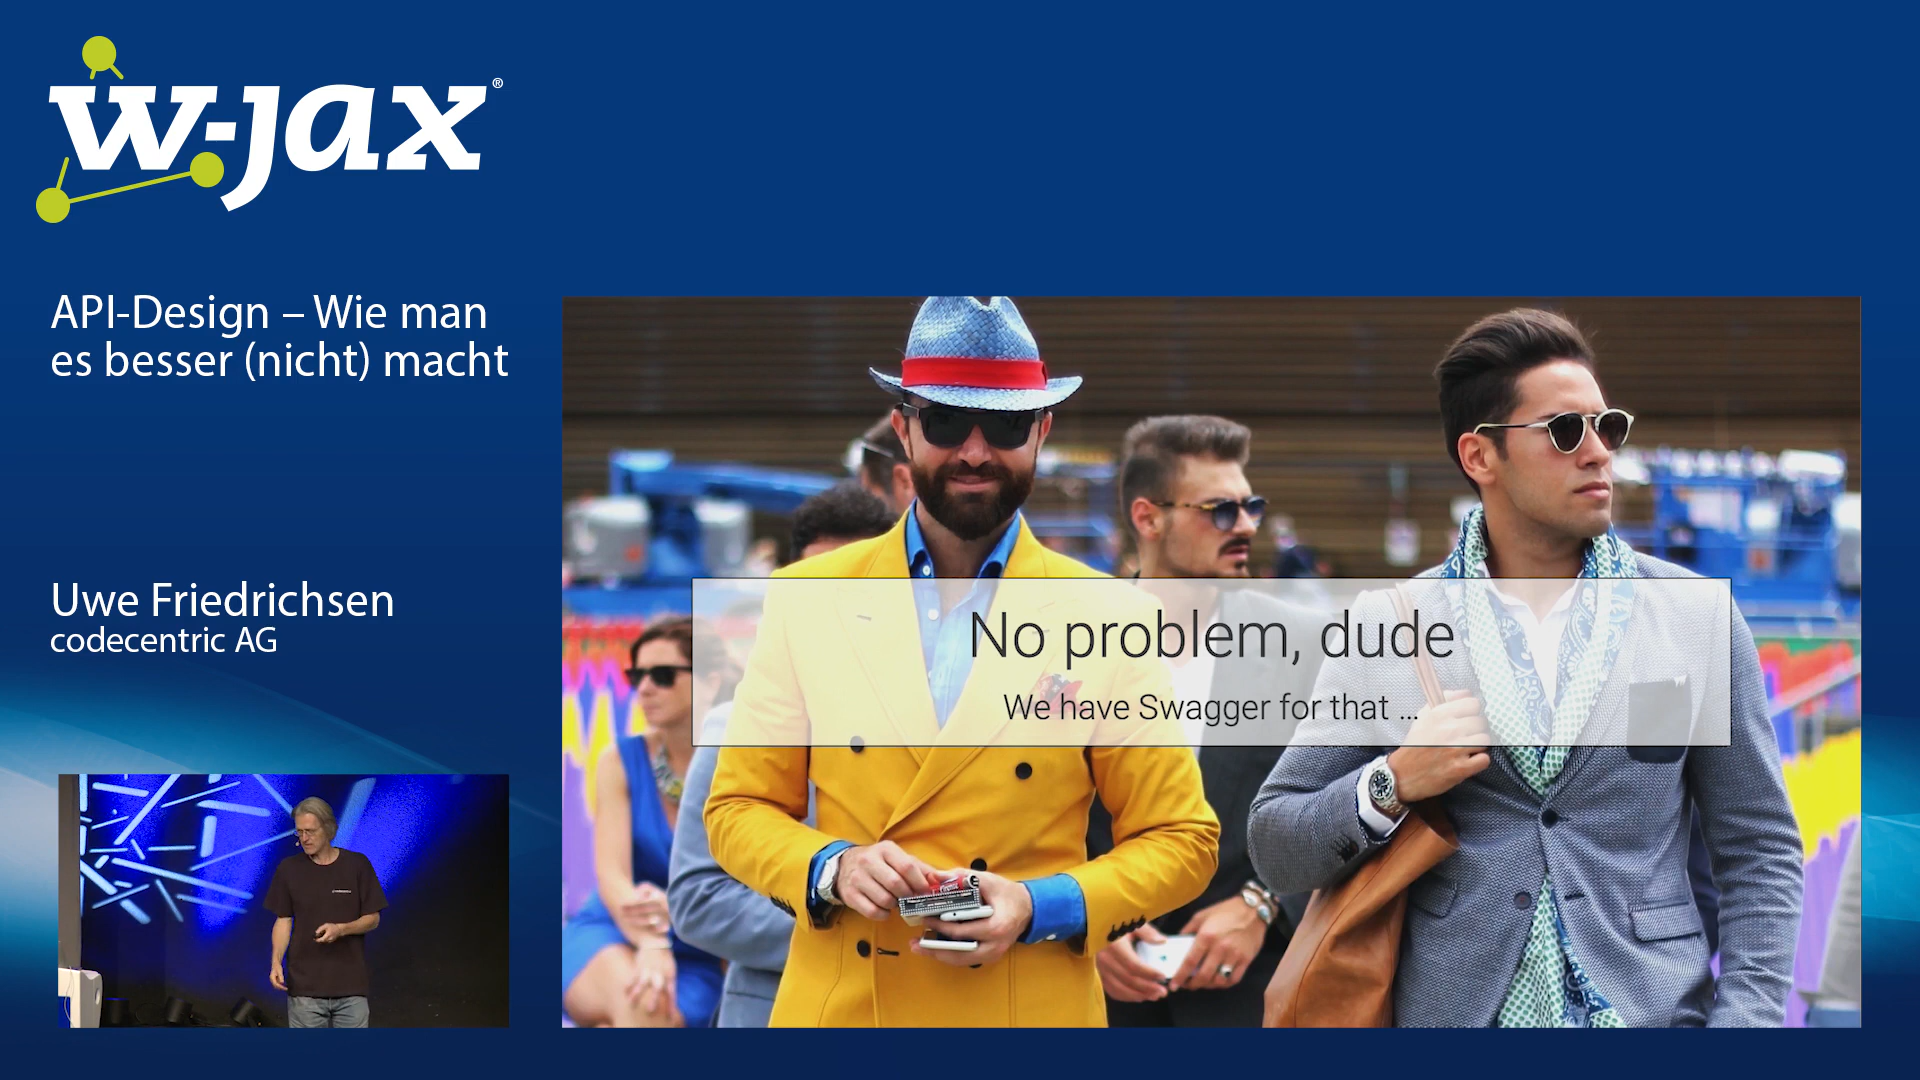 w-jax®
API-Design – Wie man
es besser (nicht) macht
Uwe Friedrichsen
codecentric AG
No problem, dude
We have Swagger for that ...